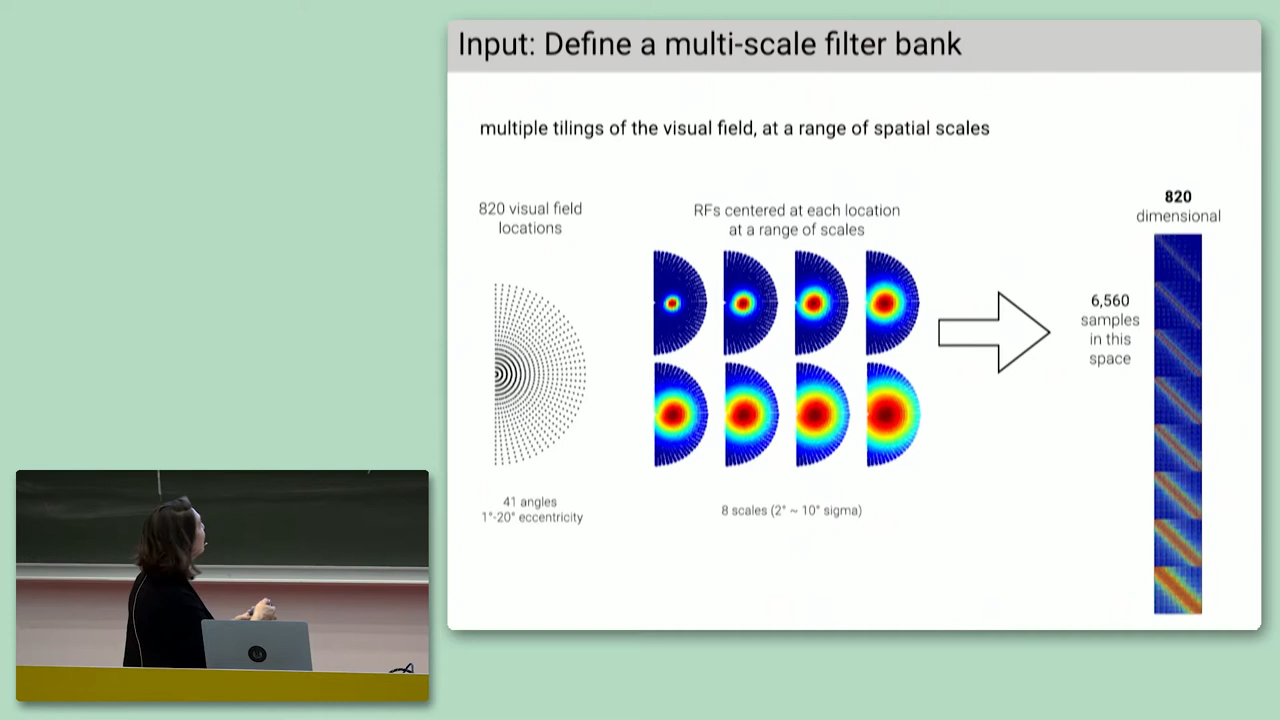 Input: Define a multi-scale filter bank
multiple tilings of the visual field, at a range of spatial scales
820 visual field
locations
41 angles
1°-20° eccentricity
RFs centered at each location
at a range of scales
8 scales (2° ~ 10° sigma)
6,560
samples
in this
space
820
dimensional